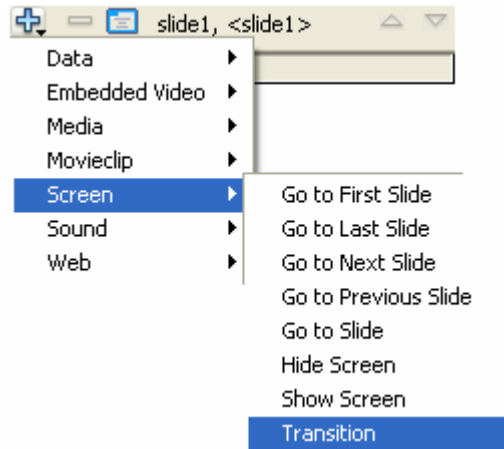 slide1, <slide1>
Data
Embedded Video
Media
Movieclip
Screen
Sound
Web
Go to First Slide
Go to Last Slide
Go to Next Slide
Go to Previous Slide
Go to Slide
Hide Screen
Show Screen
Transition